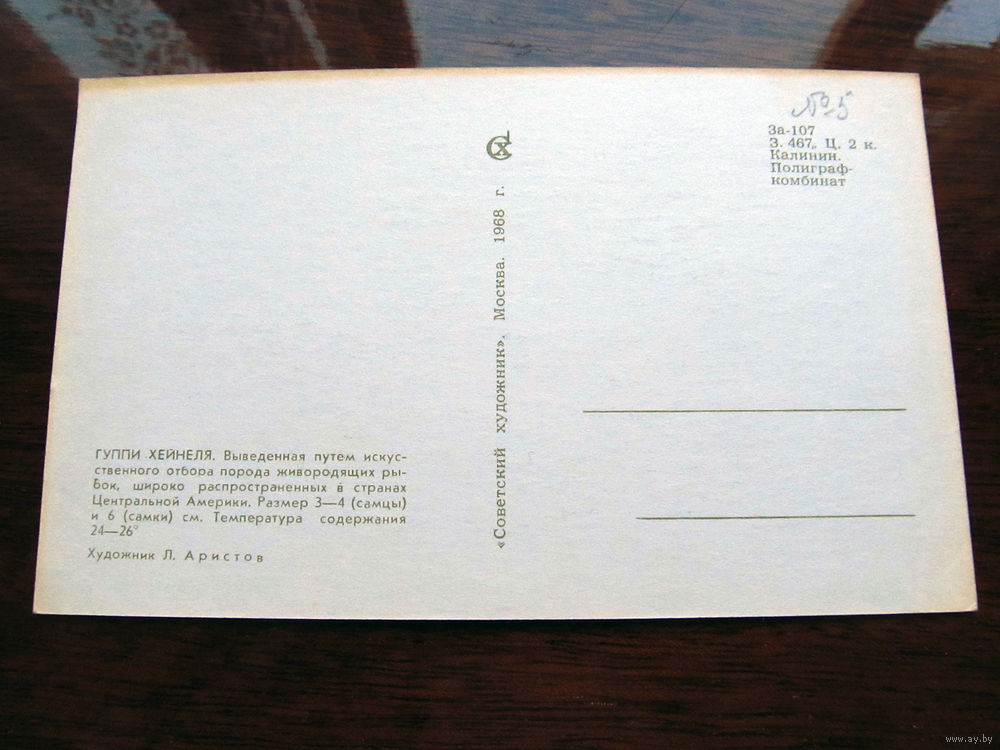 ГУППИ ХЕЙНЕЛЯ. Выведенная путем искус-
ственного отбора порода живородящих ры-
бок, широко распространенных в странах
Центральной Америки. Размер 3—4 (самцы)
и 6 (самки) см. Температура содержания
24—26°
Художник Л. Аристов
СХ
«Советский художник». Москва. 1968 г.
№5
За-107
З. 467. Ц. 2 к.
Калинин.
Полиграф-
комбинат
www.ay.by